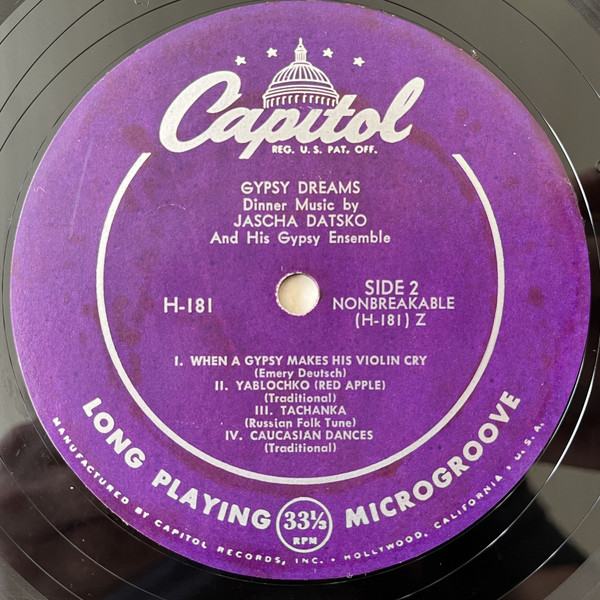 Capitol
REG. U. S. PAT. OFF.
GYPSY DREAMS
Dinner Music by
JASCHA DATSKO
And His Gypsy Ensemble
H-181
SIDE 2
NONBREAKABLE
(H-181) Z
I. WHEN A GYPSY MAKES HIS VIOLIN CRY
(Emery Deutsch)
II. YABLOCHKO (RED APPLE)
(Traditional)
III. TACHANKA
(Russian Folk Tune)
IV. CAUCASIAN DANCES
(Traditional)
LONG PLAYING 33⅓ RPM MICROGROOVE
MANUFACTURED BY CAPITOL RECORDS, INC. • HOLLYWOOD, CALIFORNIA • U. S. A.